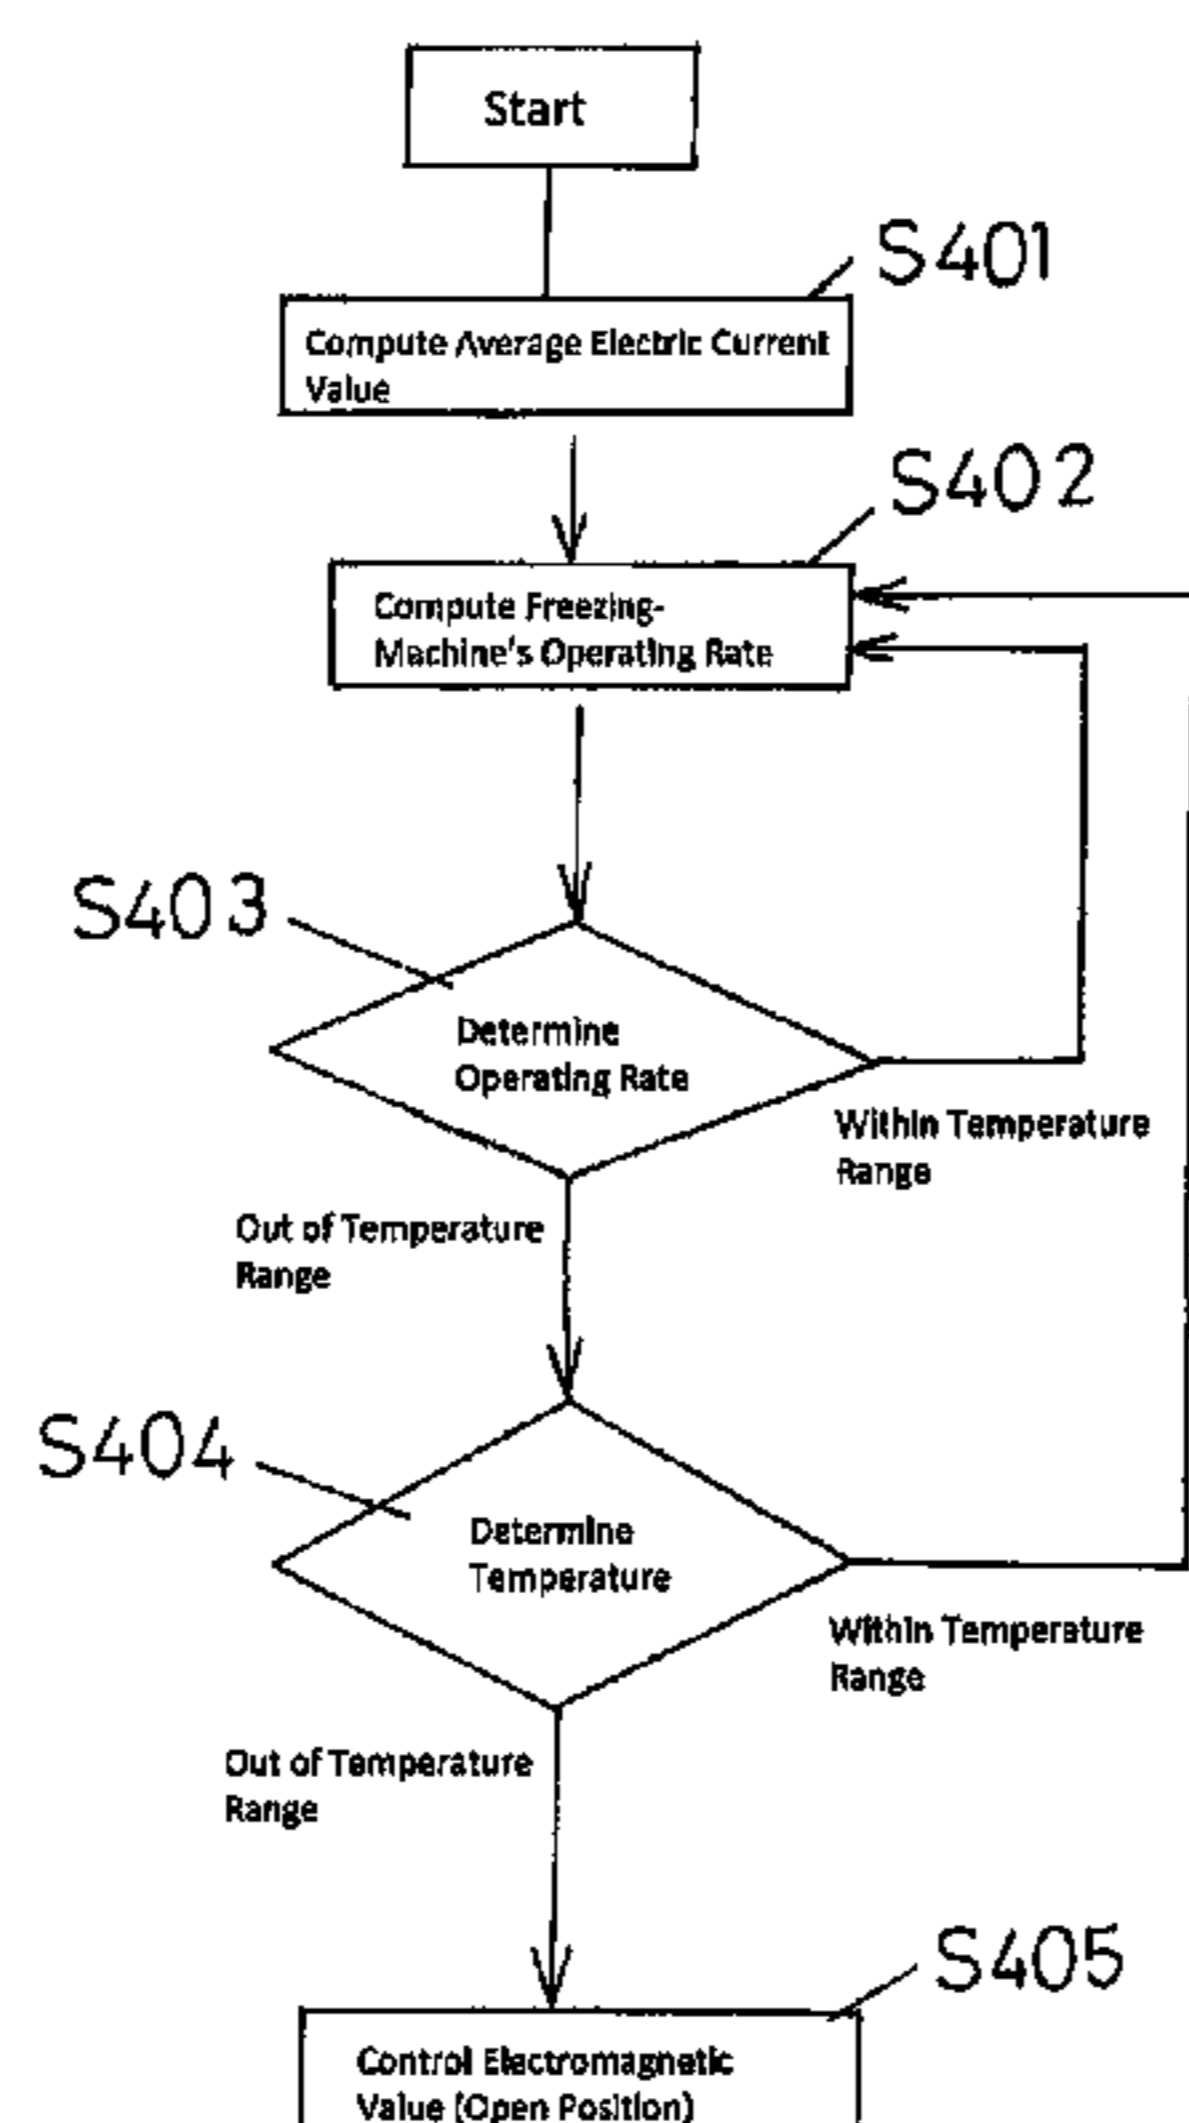 Start
S401
Compute Average Electric Current
Value
S402
Compute Freezing-
Machine's Operating Rate
S403
Determine
Operating Rate
Within Temperature
Range
Out of Temperature
Range
S404
Determine
Temperature
Within Temperature
Range
Out of Temperature
Range
S405
Control Electromagnetic
Value (Open Position)